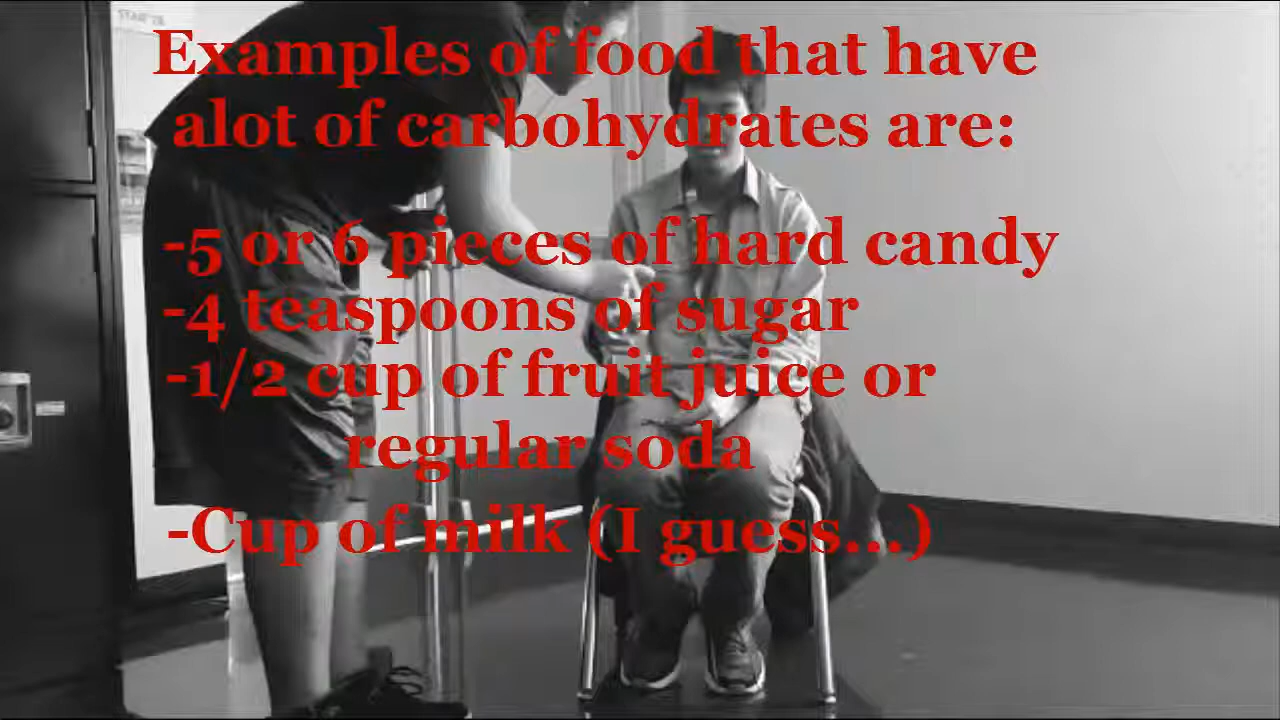 Examples of food that have
alot of carbohydrates are:
-5 or 6 pieces of hard candy
-4 teaspoons of sugar
-1/2 cup of fruit juice or
regular soda
-Cup of milk (I guess...)